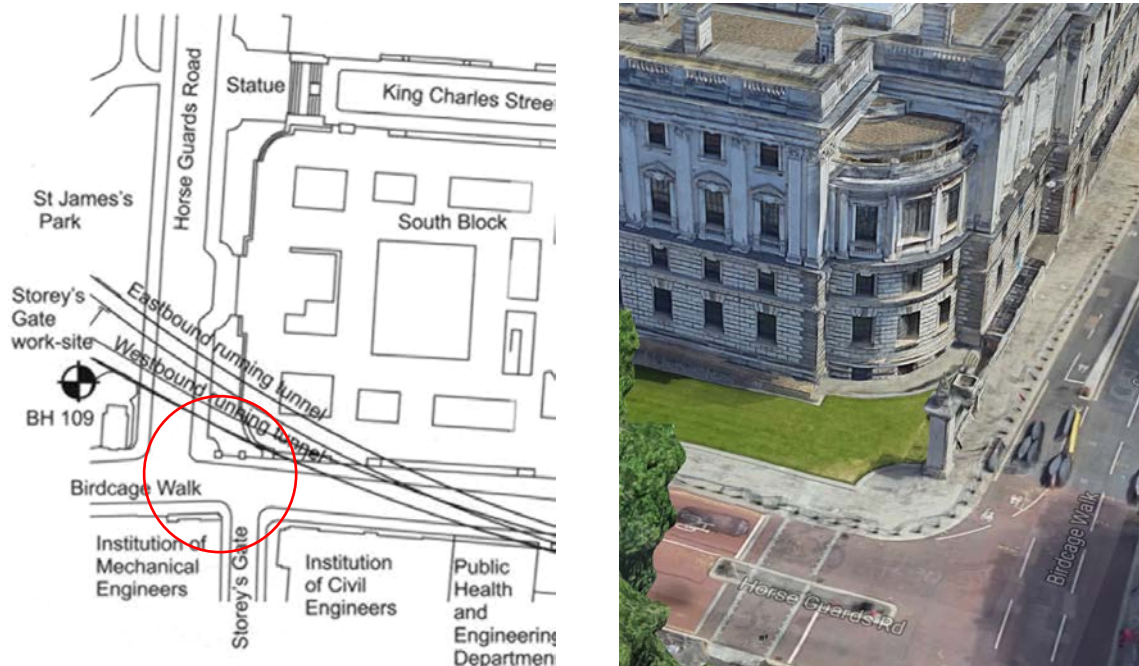 Horse Guards Road
Statue
King Charles Street
St James's
Park
South Block
Storey's
Gate
work-site
Eastbound running tunnel
Westbound running tunnel
BH 109
Birdcage Walk
Institution of
Mechanical
Engineers
Storey's Gate
Institution
of Civil
Engineers
Public
Health
and
Engineering
Departmen
Birdcage Walk
Horse Guards Rd